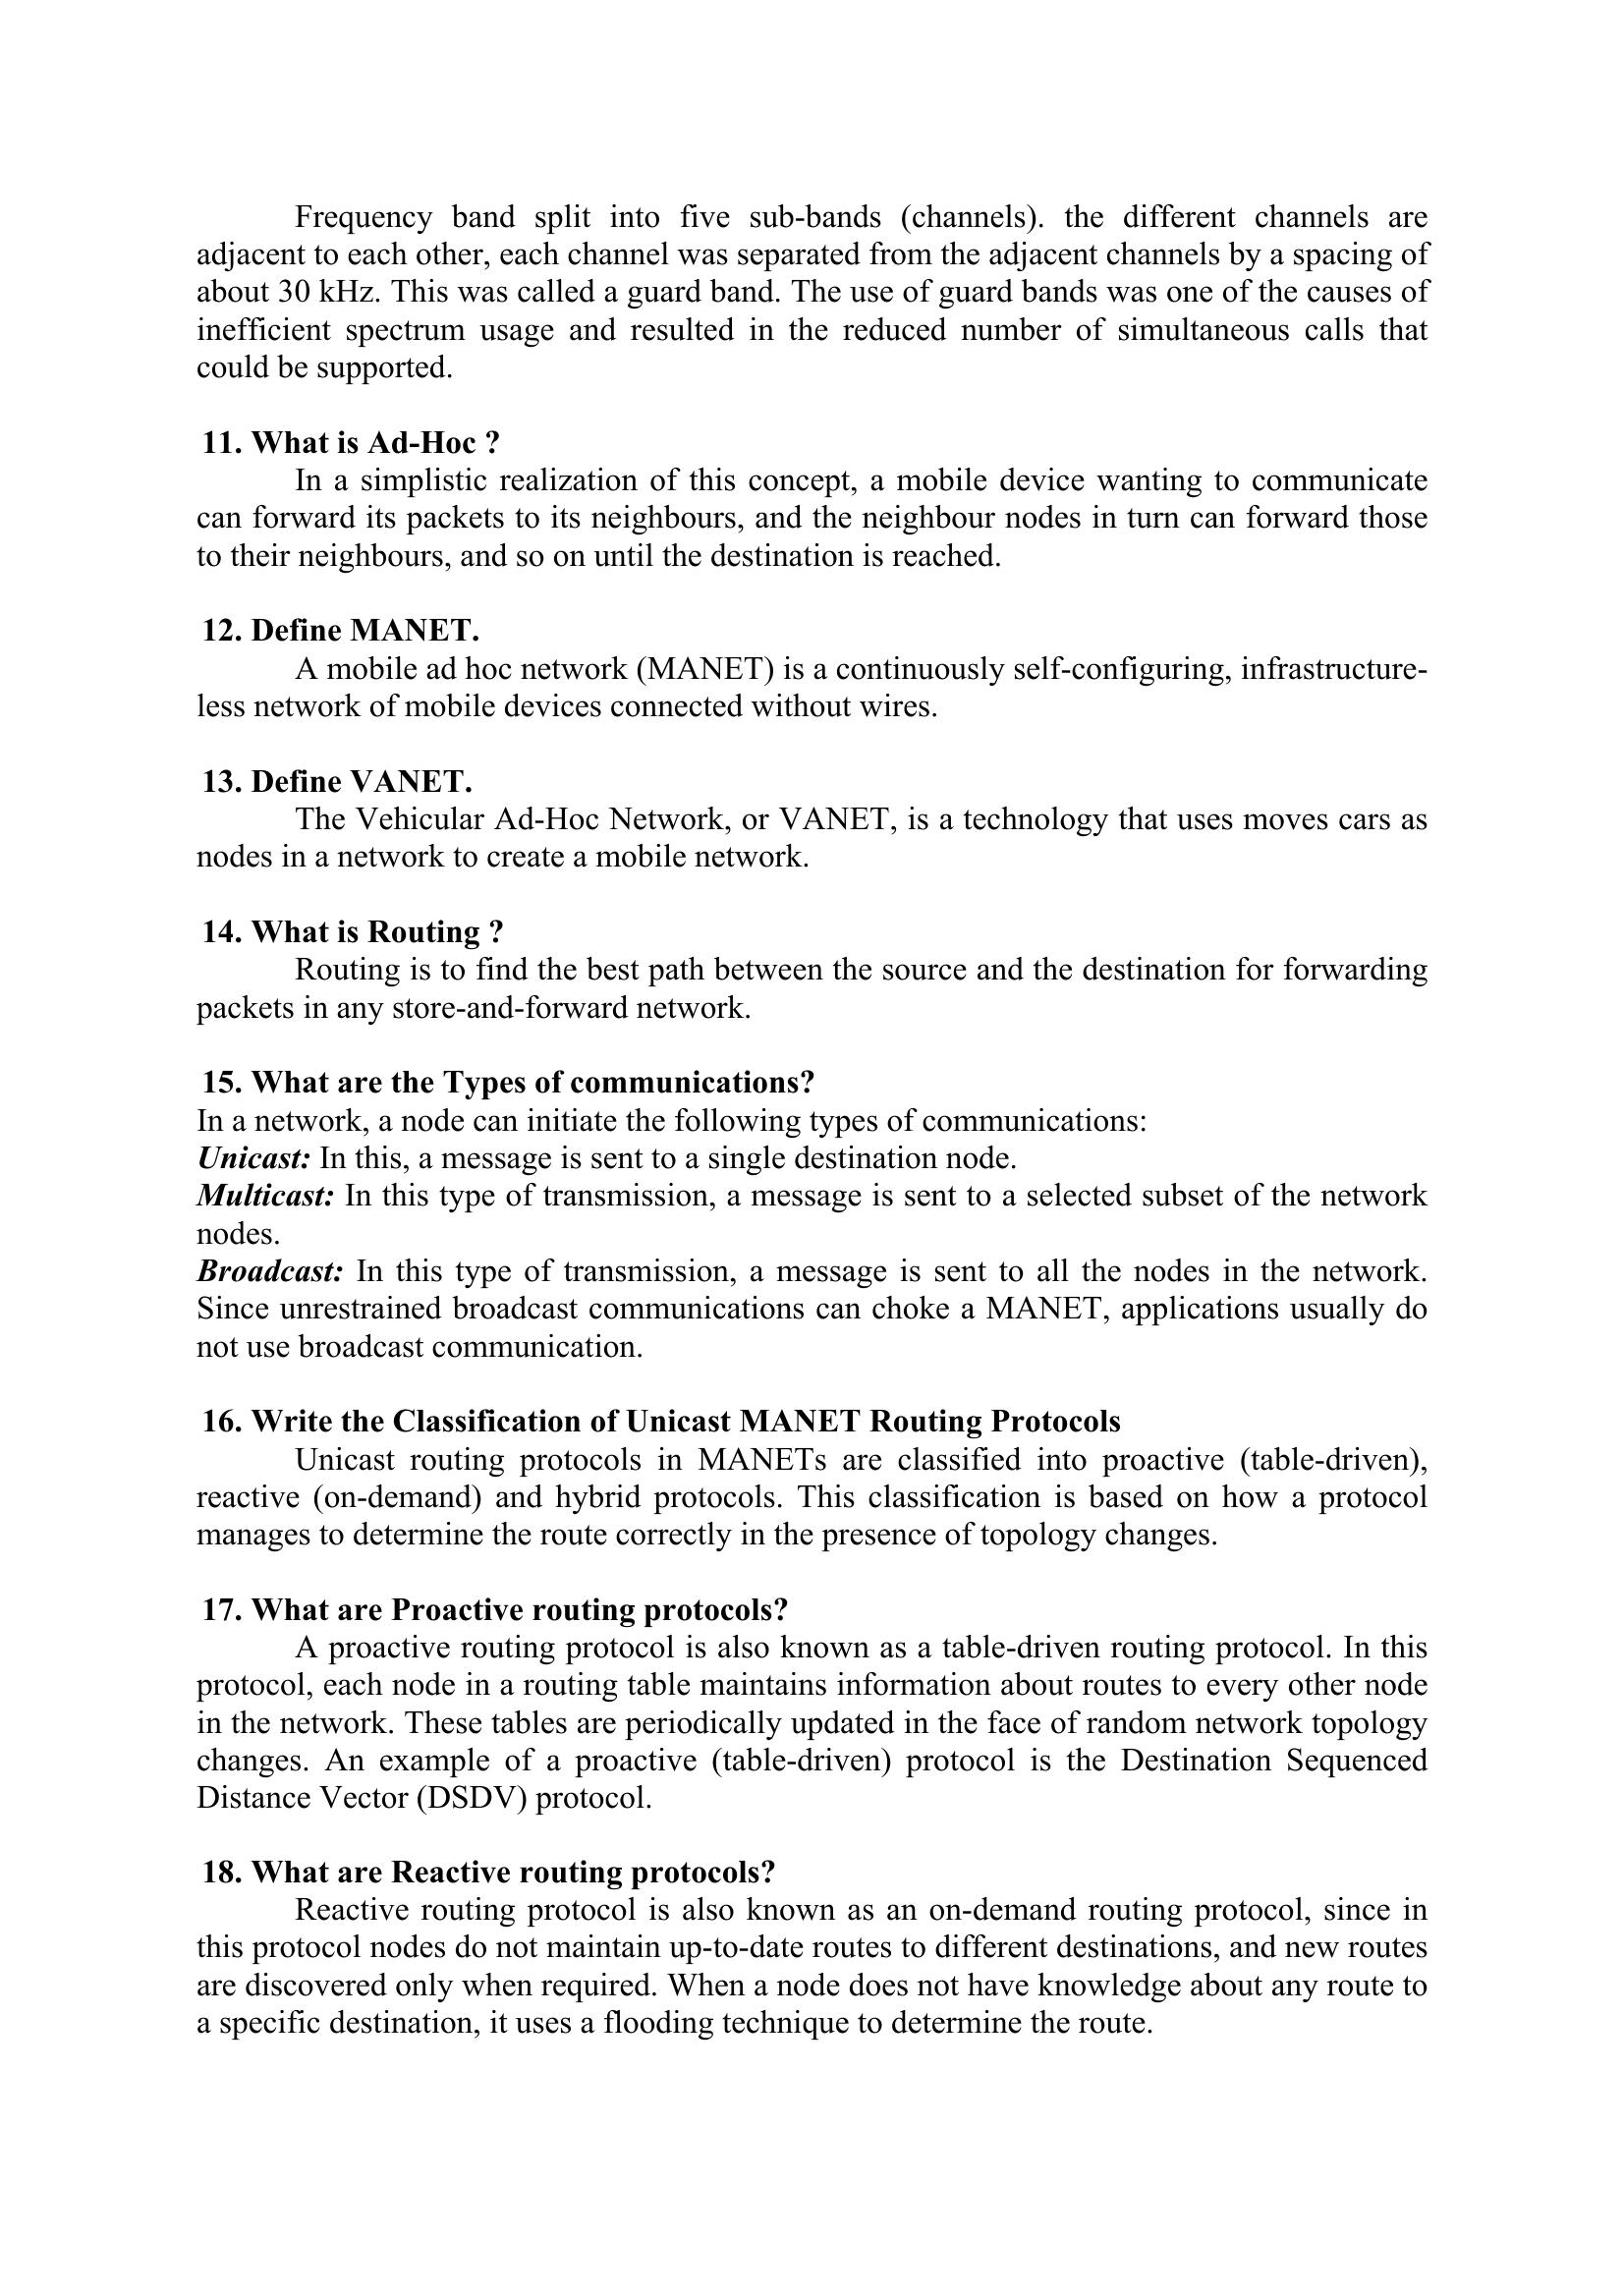 Frequency band split into five sub-bands (channels). the different channels are
adjacent to each other, each channel was separated from the adjacent channels by a spacing of
about 30 kHz. This was called a guard band. The use of guard bands was one of the causes of
inefficient spectrum usage and resulted in the reduced number of simultaneous calls that
could be supported.
11. What is Ad-Hoc ?
In a simplistic realization of this concept, a mobile device wanting to communicate
can forward its packets to its neighbours, and the neighbour nodes in turn can forward those
to their neighbours, and so on until the destination is reached.
12. Define MANET.
A mobile ad hoc network (MANET) is a continuously self-configuring, infrastructure-
less network of mobile devices connected without wires.
13. Define VANET.
The Vehicular Ad-Hoc Network, or VANET, is a technology that uses moves cars as
nodes in a network to create a mobile network.
14. What is Routing ?
Routing is to find the best path between the source and the destination for forwarding
packets in any store-and-forward network.
15. What are the Types of communications?
In a network, a node can initiate the following types of communications:
Unicast: In this, a message is sent to a single destination node.
Multicast: In this type of transmission, a message is sent to a selected subset of the network
nodes.
Broadcast: In this type of transmission, a message is sent to all the nodes in the network.
Since unrestrained broadcast communications can choke a MANET, applications usually do
not use broadcast communication.
16. Write the Classification of Unicast MANET Routing Protocols
Unicast routing protocols in MANETs are classified into proactive (table-driven),
reactive (on-demand) and hybrid protocols. This classification is based on how a protocol
manages to determine the route correctly in the presence of topology changes.
17. What are Proactive routing protocols?
A proactive routing protocol is also known as a table-driven routing protocol. In this
protocol, each node in a routing table maintains information about routes to every other node
in the network. These tables are periodically updated in the face of random network topology
changes. An example of a proactive (table-driven) protocol is the Destination Sequenced
Distance Vector (DSDV) protocol.
18. What are Reactive routing protocols?
Reactive routing protocol is also known as an on-demand routing protocol, since in
this protocol nodes do not maintain up-to-date routes to different destinations, and new routes
are discovered only when required. When a node does not have knowledge about any route to
a specific destination, it uses a flooding technique to determine the route.